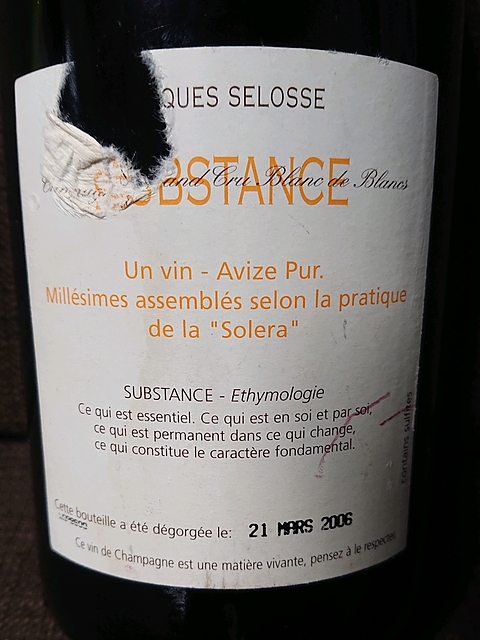 QUES SELOSSE
SUBSTANCE
and Cru Blanc de Blancs
Un vin - Avize Pur.
Millésimes assemblés selon la pratique
de la "Solera"
SUBSTANCE - Ethymologie
Ce qui est essentiel. Ce qui est en soi et par soi,
ce qui est permanent dans ce qui change,
ce qui constitue le caractère fondamental.
contains sulfites
Cette bouteille a été dégorgée le: 21 MARS 2006
Ce vin de Champagne est une matière vivante, pensez à le respecter.